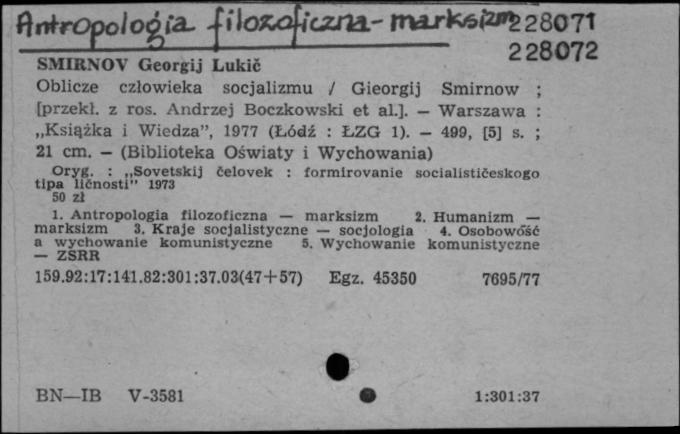 Antropologia filozoficzna - marksizm 228071
228072
SMIRNOV Georgij Lukič
Oblicze człowieka socjalizmu / Gieorgij Smirnow ;
[przekł. z ros. Andrzej Boczkowski et al.]. — Warszawa :
„Książka i Wiedza”, 1977 (Łódź : ŁZG 1). — 499, [5] s. ;
21 cm. — (Biblioteka Oświaty i Wychowania)
Oryg. : „Sovetskij čelovek : formirovanie socialističeskogo
tipa ličnosti” 1973
50 zł
1. Antropologia filozoficzna — marksizm 2. Humanizm —
marksizm 3. Kraje socjalistyczne — socjologia 4. Osobowość
a wychowanie komunistyczne 5. Wychowanie komunistyczne
— ZSRR
159.92:17:141.82:301:37.03(47+57) Egz. 45350 7695/77
BN—IB V-3581 1:301:37